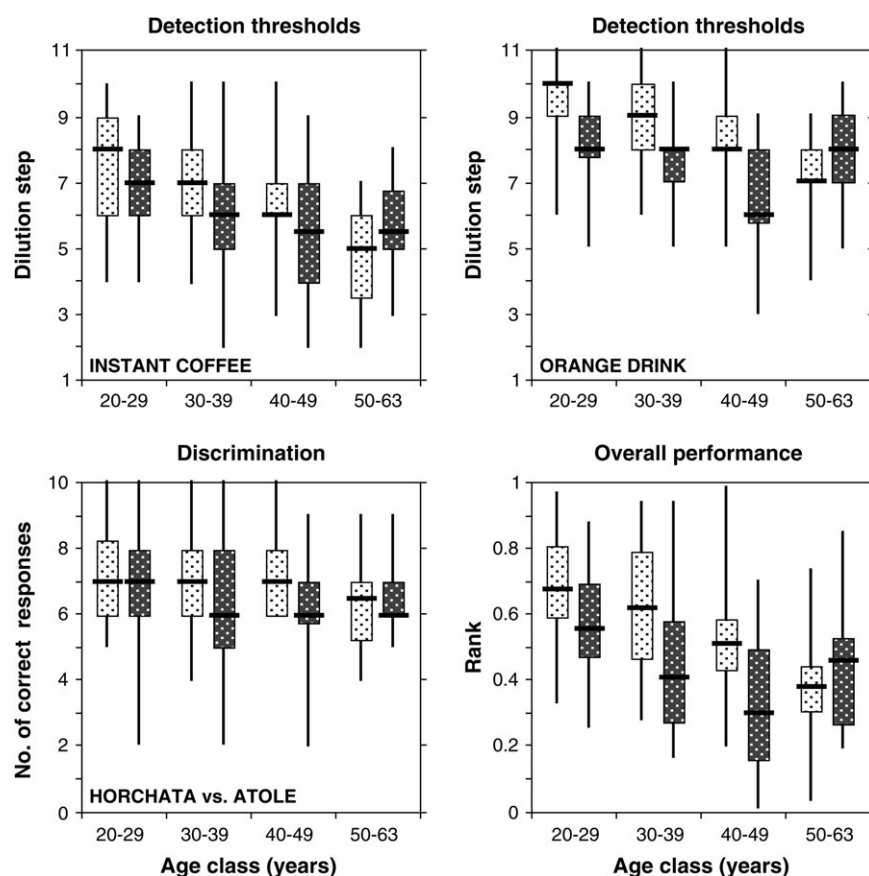 Detection thresholds
Dilution step
11
9
7
5
3
1
INSTANT COFFEE
20-29 30-39 40-49 50-63
Detection thresholds
Dilution step
11
9
7
5
3
1
ORANGE DRINK
20-29 30-39 40-49 50-63
Discrimination
No. of correct responses
10
8
6
4
2
0
HORCHATA vs. ATOLE
20-29 30-39 40-49 50-63
Age class (years)
Overall performance
Rank
1
0.8
0.6
0.4
0.2
0
20-29 30-39 40-49 50-63
Age class (years)